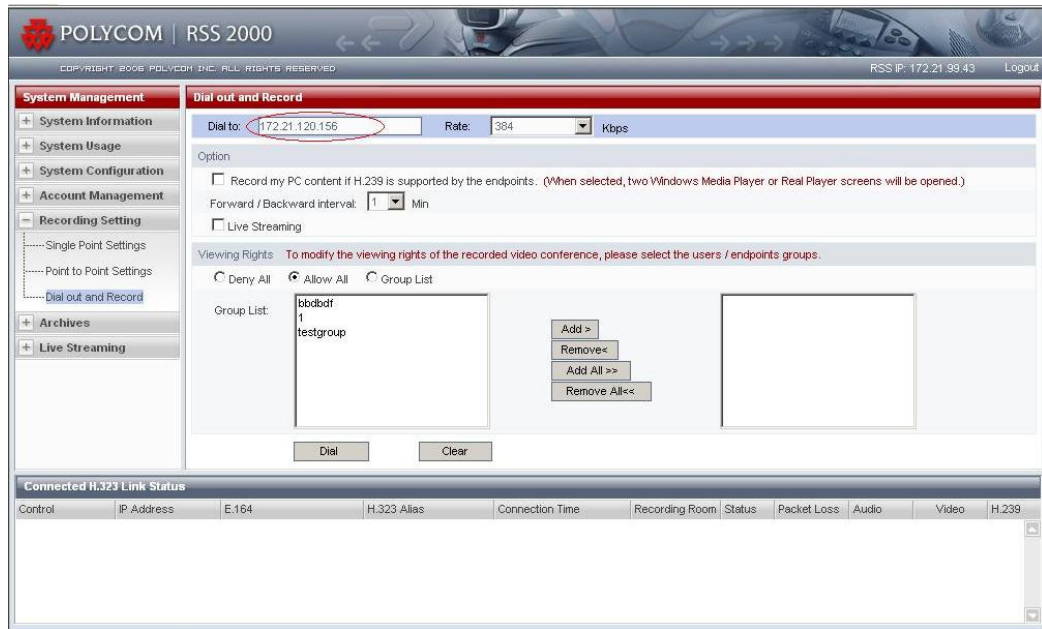 POLYCOM | RSS 2000
COPYRIGHT 2006 POLYCOM INC. ALL RIGHTS RESERVED
RSS IP: 172.21.99.43 Logout
System Management
+ System Information
+ System Usage
+ System Configuration
+ Account Management
− Recording Setting
Single Point Settings
Point to Point Settings
Dial out and Record
+ Archives
+ Live Streaming
Dial out and Record
Dial to: 172.21.120.156 Rate: 384 Kbps
Option
Record my PC content if H.239 is supported by the endpoints. (When selected, two Windows Media Player or Real Player screens will be opened.)
Forward / Backward interval: 1 Min
Live Streaming
Viewing Rights To modify the viewing rights of the recorded video conference, please select the users / endpoints groups.
Deny All Allow All Group List
Group List:
bbdbdf
1
testgroup
Add >
Remove<
Add All >>
Remove All<<
Dial Clear
Connected H.323 Link Status
Control IP Address E.164 H.323 Alias Connection Time Recording Room Status Packet Loss Audio Video H.239